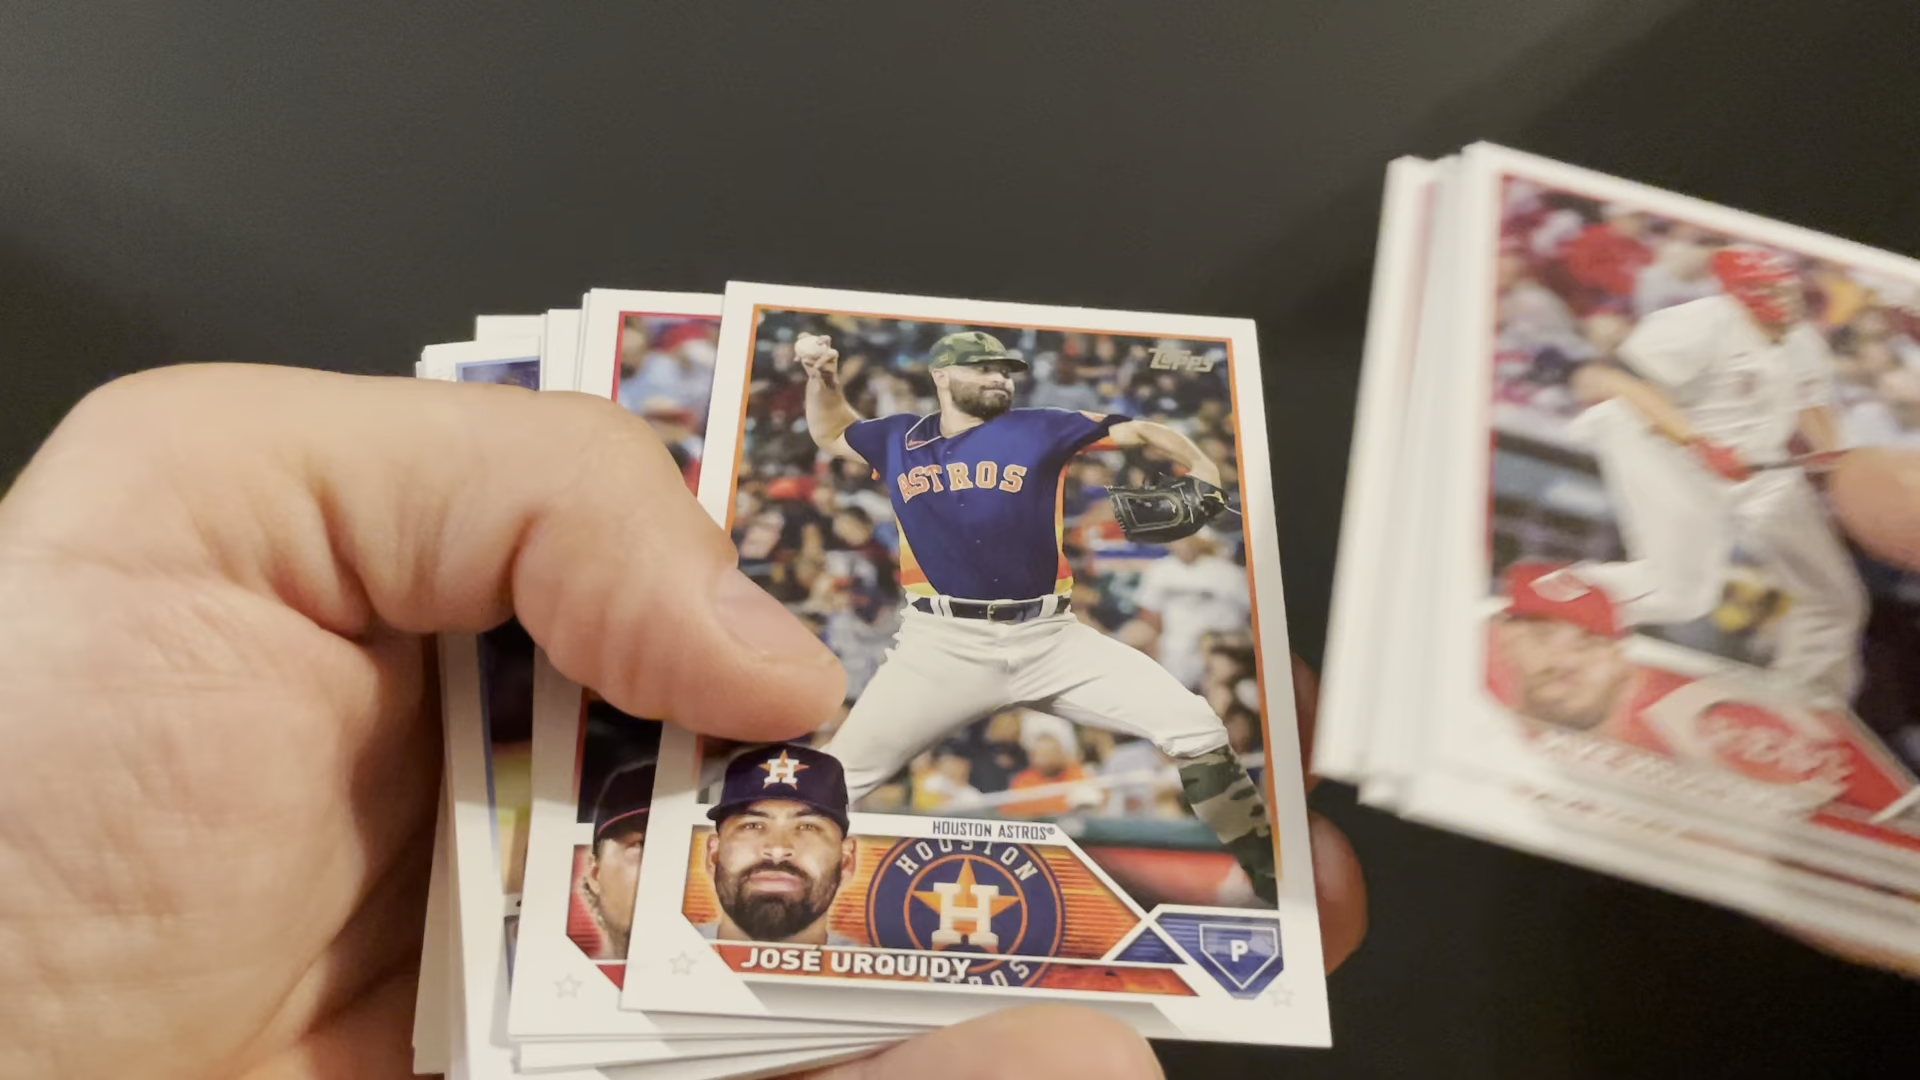 Topps
ASTROS
HOUSTON ASTROS®
HOUSTON
H
H
P
JOSÉ URQUIDY